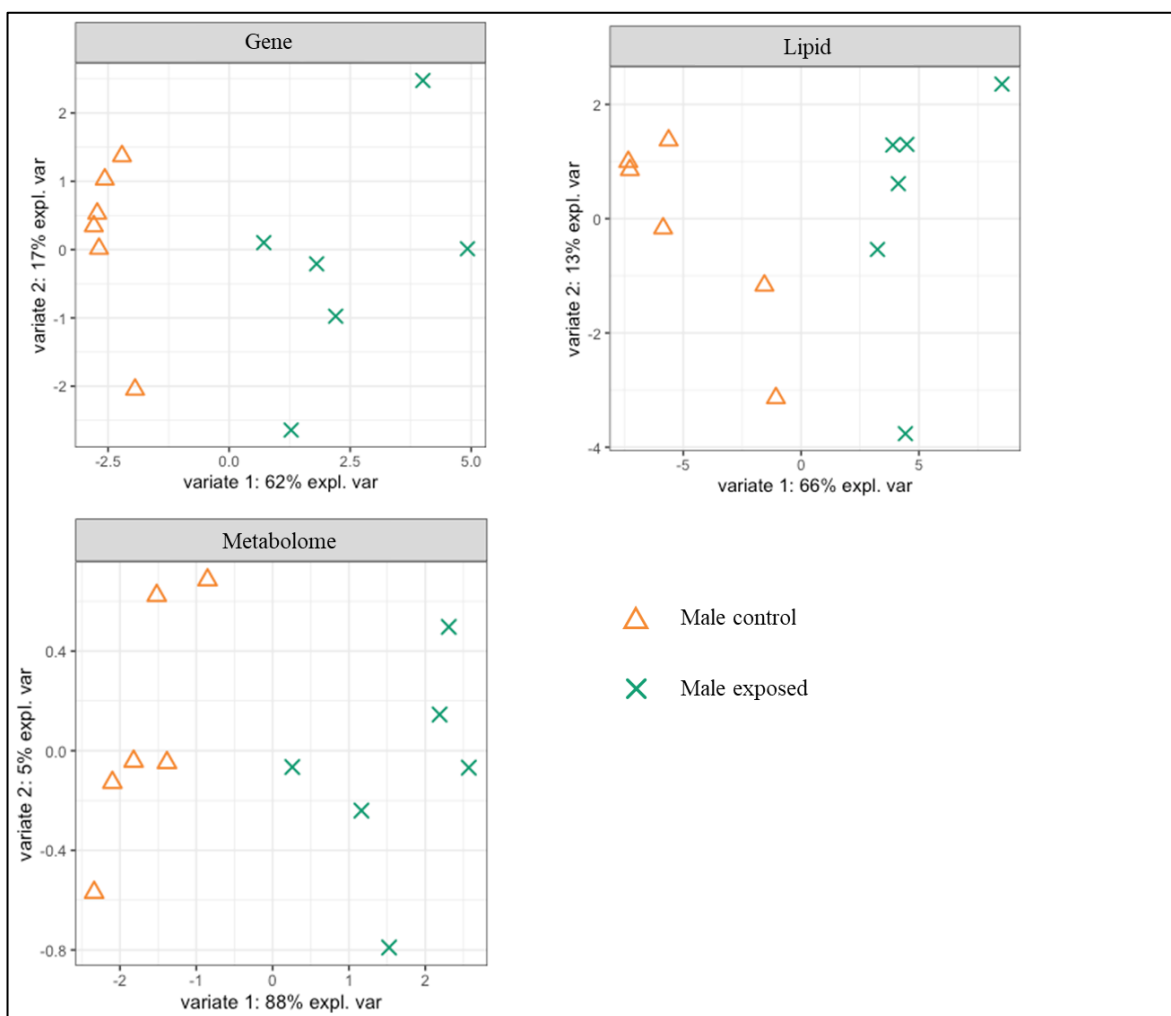 Gene
2
1
0
-1
-2
variate 2: 17% expl. var
-2.5 0.0 2.5 5.0
variate 1: 62% expl. var
Lipid
2
0
-2
-4
variate 2: 13% expl. var
-5 0 5
variate 1: 66% expl. var
Metabolome
0.4
0.0
-0.4
-0.8
variate 2: 5% expl. var
-2 -1 0 1 2
variate 1: 88% expl. var
Male control
Male exposed